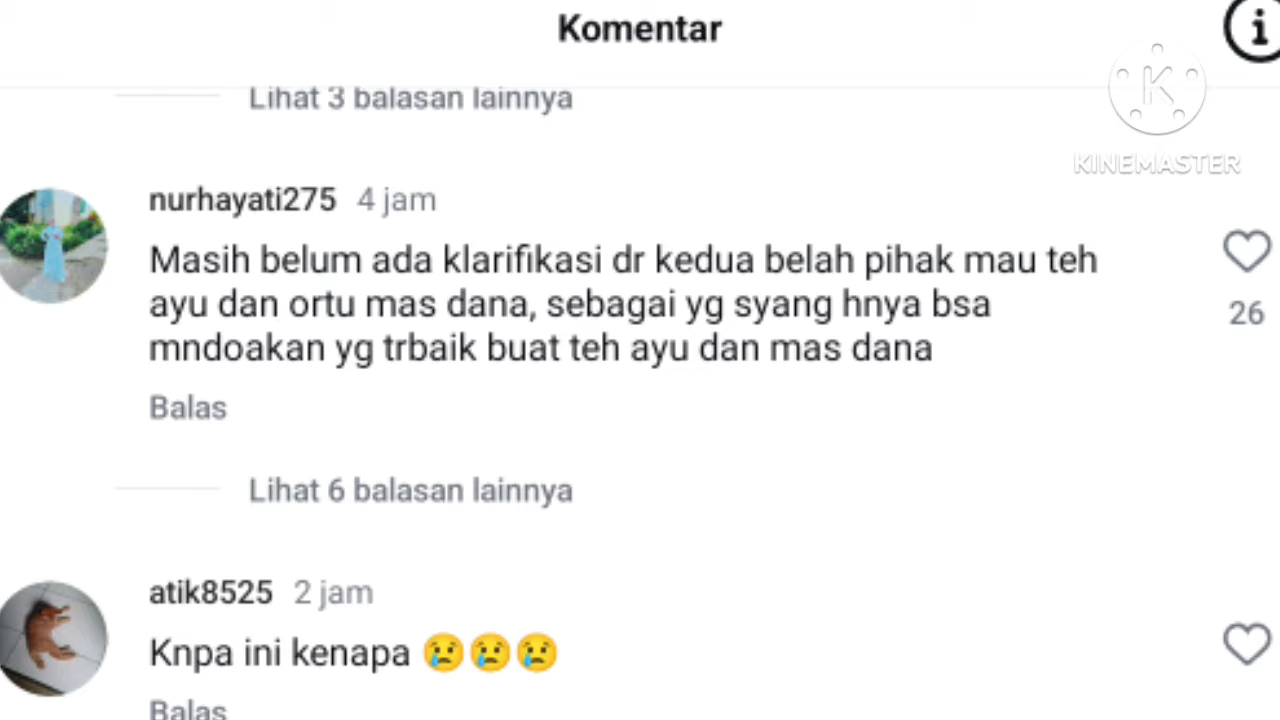 Komentar
Lihat 3 balasan lainnya
KINEMASTER
nurhayati275 4 jam
Masih belum ada klarifikasi dr kedua belah pihak mau teh
ayu dan ortu mas dana, sebagai yg syang hnya bsa
mndoakan yg trbaik buat teh ayu dan mas dana
26
Balas
Lihat 6 balasan lainnya
atik8525 2 jam
Knpa ini kenapa 😢😢😢
Balas